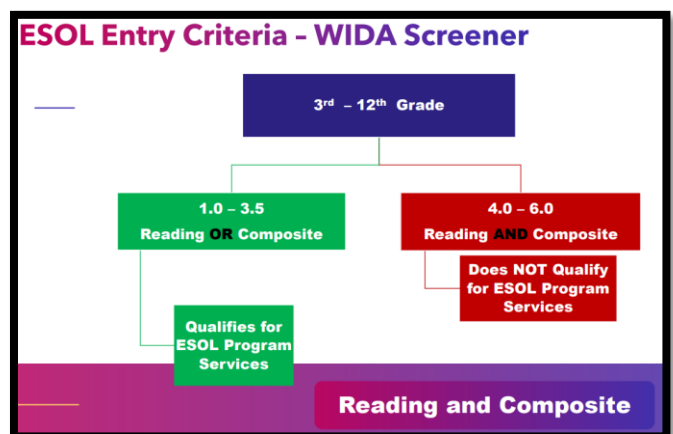 ESOL Entry Criteria – WIDA Screener
3rd – 12th Grade
1.0 – 3.5
Reading OR Composite
4.0 – 6.0
Reading AND Composite
Does NOT Qualify
for ESOL Program
Services
Qualifies for
ESOL Program
Services
Reading and Composite